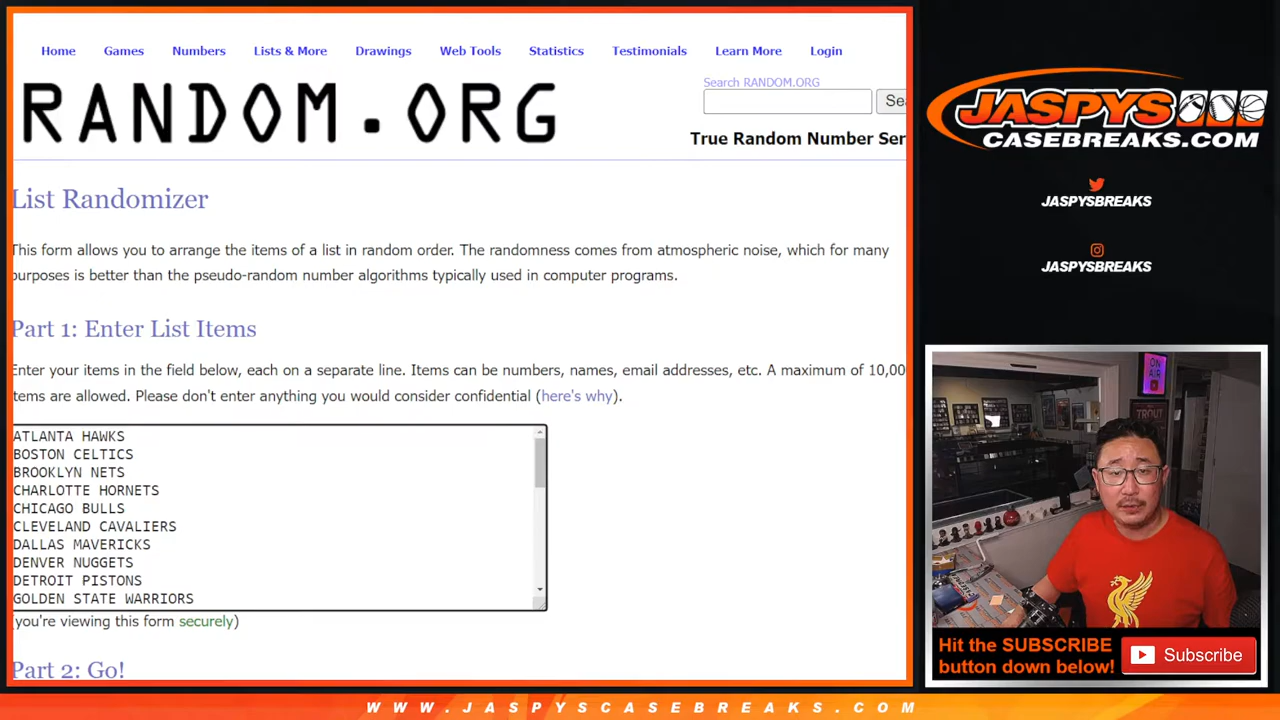 Home Games Numbers Lists & More Drawings Web Tools Statistics Testimonials Learn More Login
RANDOM.ORG
Search RANDOM.ORG
True Random Number Ser
List Randomizer
This form allows you to arrange the items of a list in random order. The randomness comes from atmospheric noise, which for many
purposes is better than the pseudo-random number algorithms typically used in computer programs.
Part 1: Enter List Items
Enter your items in the field below, each on a separate line. Items can be numbers, names, email addresses, etc. A maximum of 10,00
items are allowed. Please don't enter anything you would consider confidential (here's why).
ATLANTA HAWKS
BOSTON CELTICS
BROOKLYN NETS
CHARLOTTE HORNETS
CHICAGO BULLS
CLEVELAND CAVALIERS
DALLAS MAVERICKS
DENVER NUGGETS
DETROIT PISTONS
GOLDEN STATE WARRIORS
(you're viewing this form securely)
Part 2: Go!
JASPYS
CASEBREAKS.COM
JASPYSBREAKS
JASPYSBREAKS
ON AIR
TROUT
Hit the SUBSCRIBE
button down below!
Subscribe
WWW.JASPYSCASEBREAKS.COM